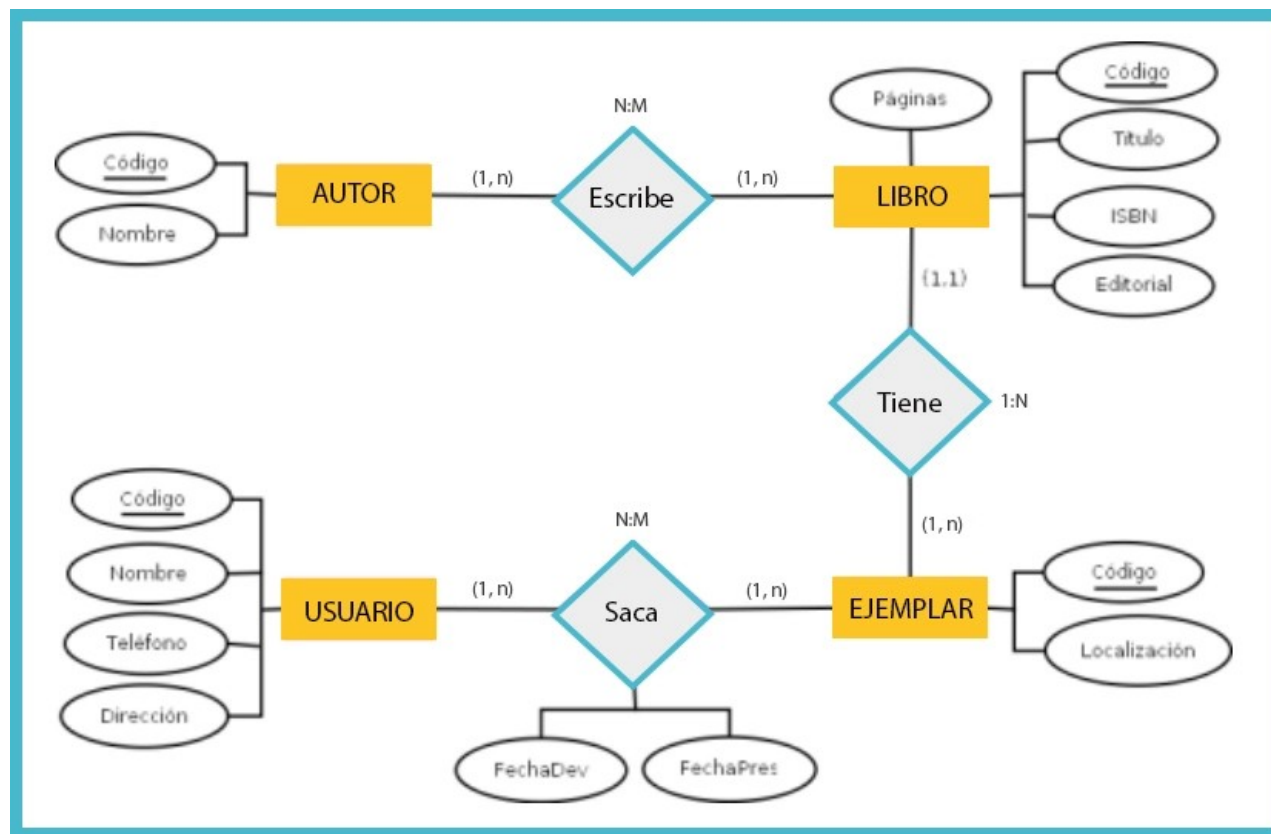 Código
Páginas
N:M
Título
Código
AUTOR
(1, n)
Escribe
(1, n)
LIBRO
Nombre
ISBN
Editorial
(1.1)
Tiene
1:N
Código
N:M
(1, n)
Nombre
Código
(1, n)
(1, n)
USUARIO
Saca
EJEMPLAR
Teléfono
Localización
Dirección
FechaDev
FechaPres